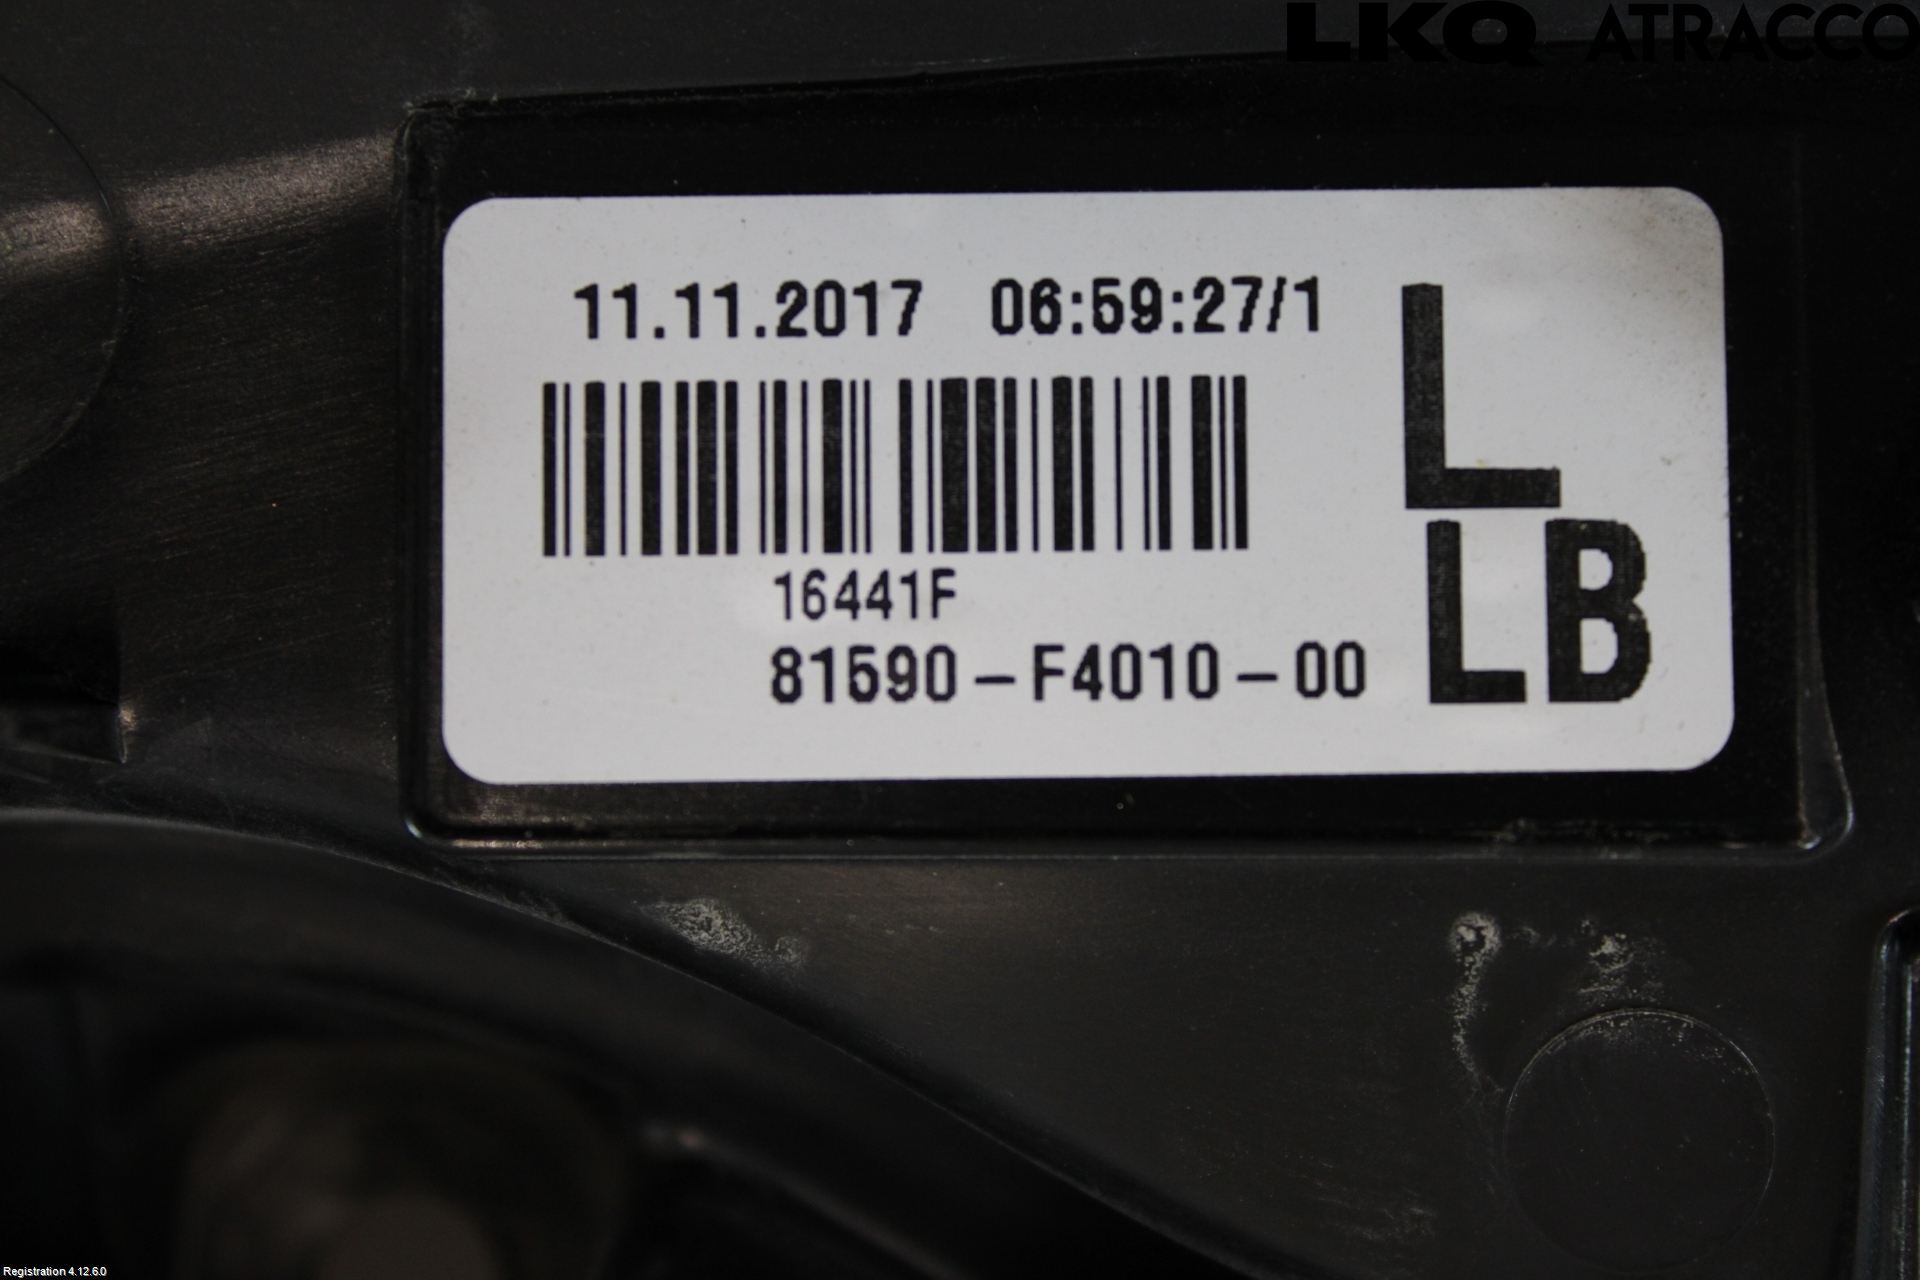 LKQ ATRACCO
11.11.2017 06:59:27/1
L
16441F
81590-F4010-00
LB
Registration 4.12.6.0